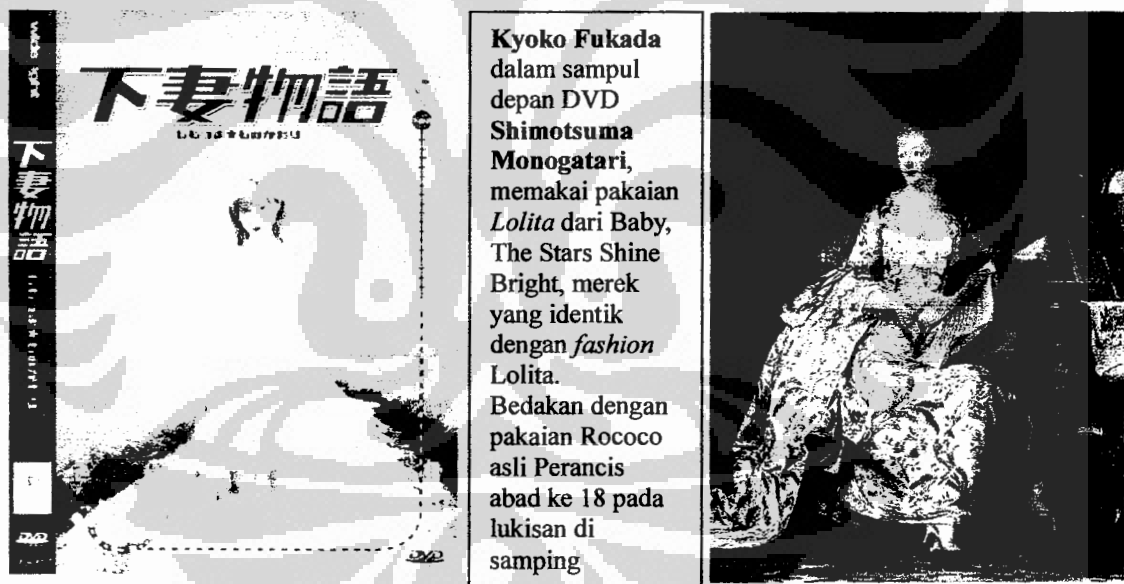 下妻物語
下妻物語
DVD
DVD
Kyoko Fukada
dalam sampul
depan DVD
Shimotsuma
Monogatari,
memakai pakaian
Lolita dari Baby,
The Stars Shine
Bright, merek
yang identik
dengan fashion
Lolita.
Bedakan dengan
pakaian Rococo
asli Perancis
abad ke 18 pada
lukisan di
samping